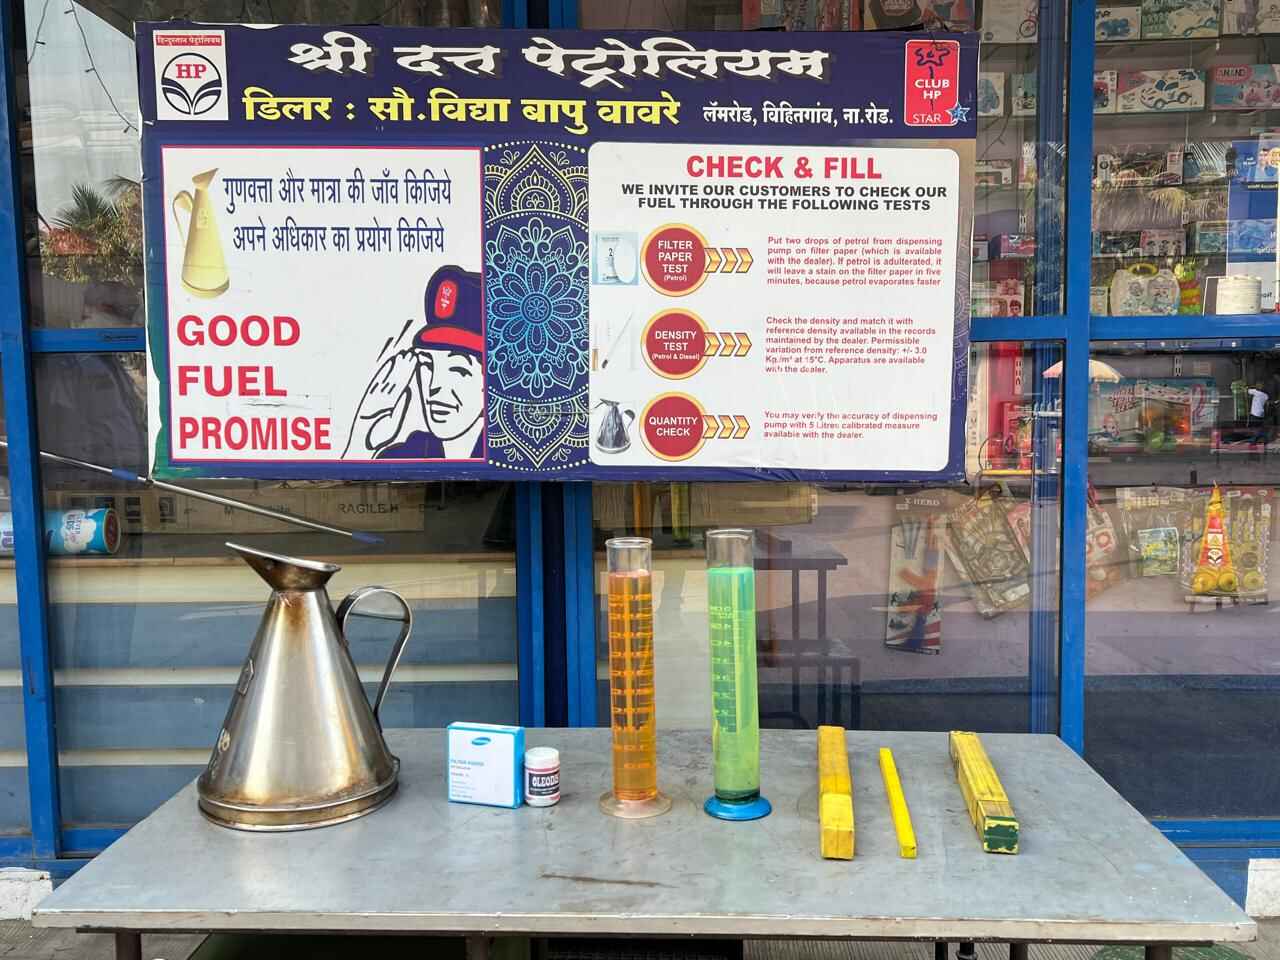 हिन्दुस्तान पेट्रोलियम
HP
श्री दत्त पेट्रोलियम
डिलर : सौ.विद्या बापु वावरे लॅमरोड, विहितगांव, ना.रोड.
CLUB
HP
STAR
गुणवत्ता और मात्रा की जाँव किजिये
अपने अधिकार का प्रयोग किजिये
GOOD
FUEL
PROMISE
CHECK & FILL
WE INVITE OUR CUSTOMERS TO CHECK OUR
FUEL THROUGH THE FOLLOWING TESTS
FILTER
PAPER
TEST
(Petrol)
Put two drops of petrol from dispensing
pump on filter paper (which is available
with the dealer). If petrol is adulterated, it
will leave a stain on the filter paper in five
minutes, because petrol evaporates faster
DENSITY
TEST
(Petrol & Diesel)
Check the density and match it with
reference density available in the records
maintained by the dealer. Permissible
variation from reference density: +/- 3.0
Kg./m³ at 15°C. Apparatus are available
with the dealer.
QUANTITY
CHECK
You may verify the accuracy of dispensing
pump with 5 Litres calibrated measure
available with the dealer.
RAGILE H
X HERO
ANAND